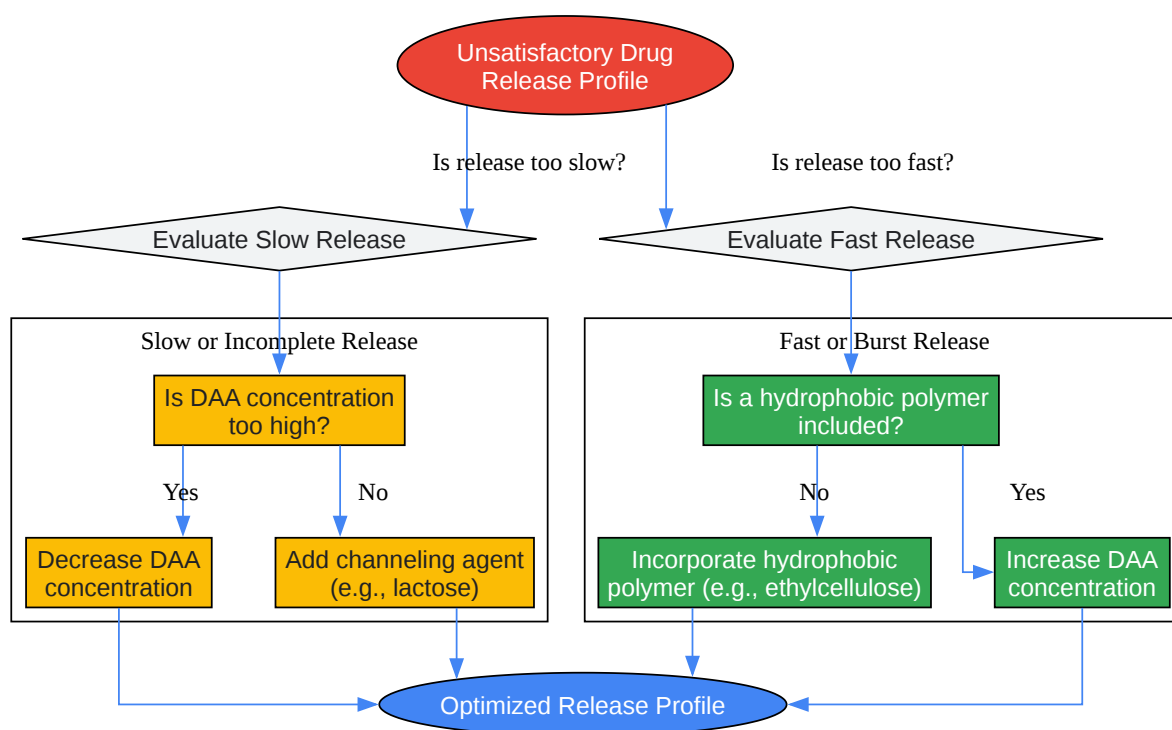 Unsatisfactory Drug
Release Profile
Is release too slow?
Is release too fast?
Evaluate Slow Release
Evaluate Fast Release
Slow or Incomplete Release
Is DAA concentration
too high?
Yes
No
Decrease DAA
concentration
Add channeling agent
(e.g., lactose)
Fast or Burst Release
Is a hydrophobic polymer
included?
No
Yes
Incorporate hydrophobic
polymer (e.g., ethylcellulose)
Increase DAA
concentration
Optimized Release Profile